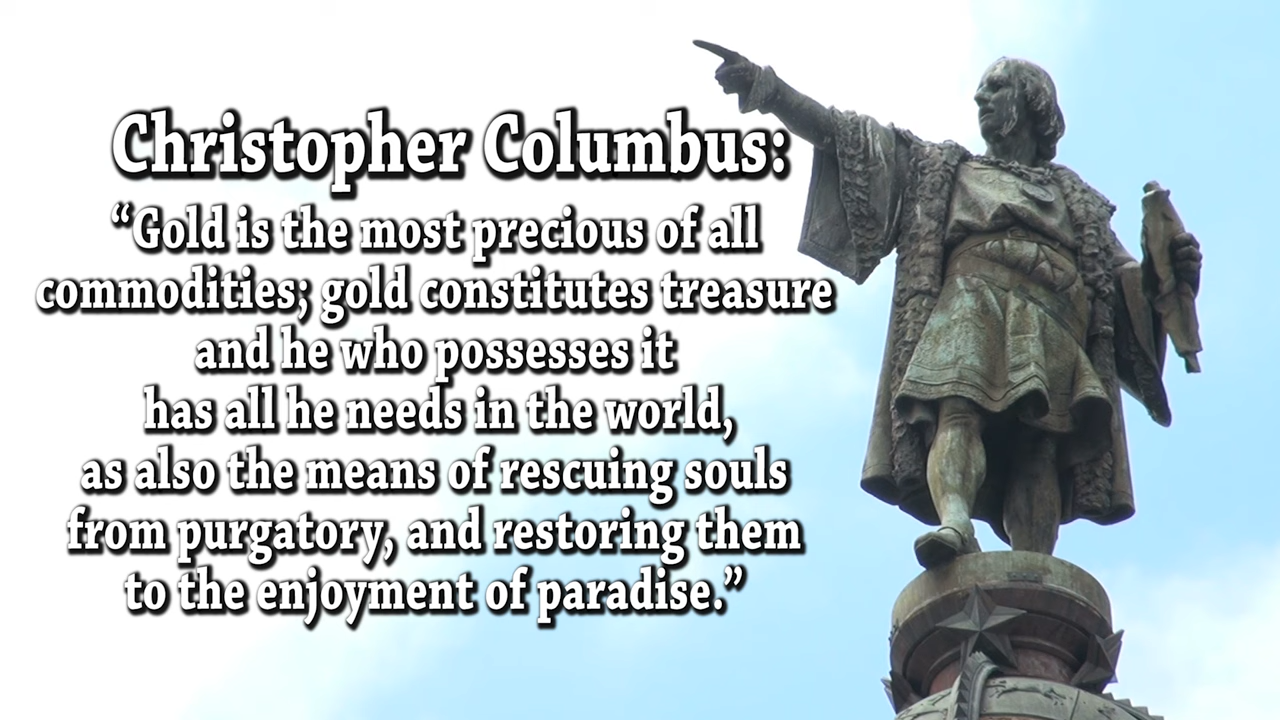 Christopher Columbus:
“Gold is the most precious of all
commodities; gold constitutes treasure
and he who possesses it
has all he needs in the world,
as also the means of rescuing souls
from purgatory, and restoring them
to the enjoyment of paradise.”